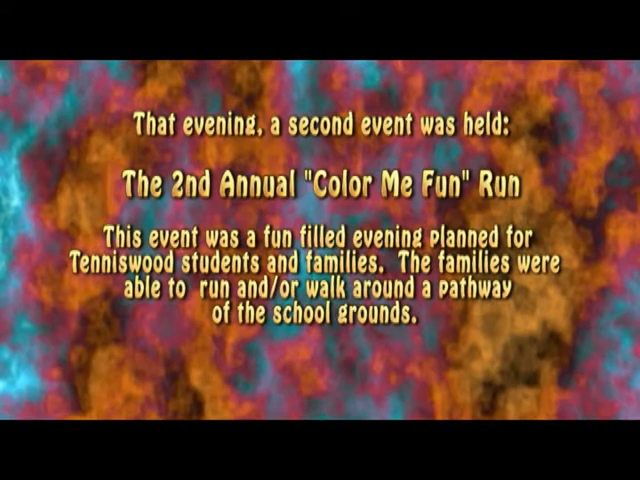 That evening, a second event was held:
The 2nd Annual "Color Me Fun" Run
This event was a fun filled evening planned for
Tenniswood students and families. The families were
able to run and/or walk around a pathway
of the school grounds.